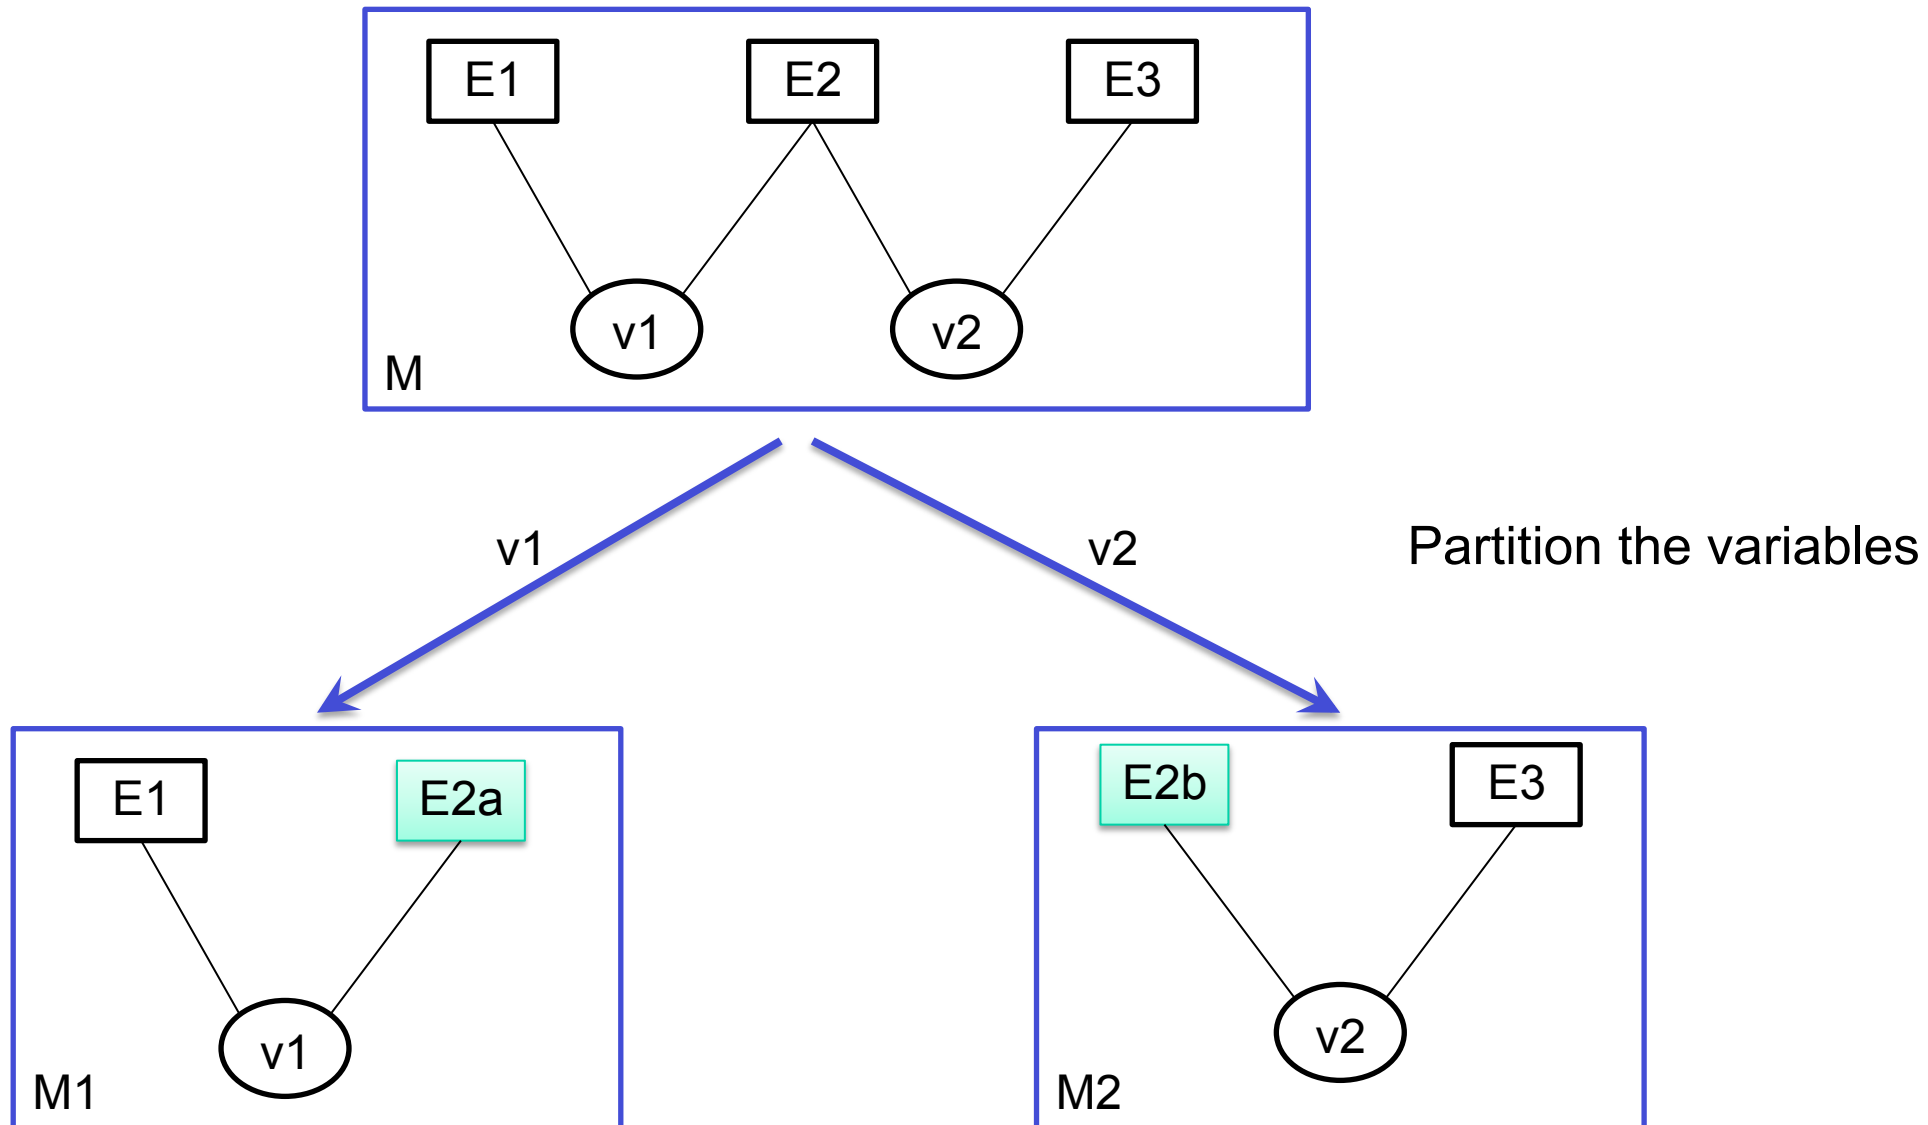 E1
E2
E3
v1
v2
M
v1
v2
Partition the variables
E1
E2a
E2b
E3
v1
v2
M1
M2